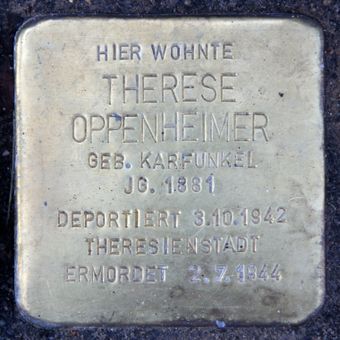 HIER WOHNTE
THERESE
OPPENHEIMER
GEB. KARFUNKEL
JG. 1881
DEPORTIERT 3.10.1942
THERESIENSTADT
ERMORDET 2.7.1944